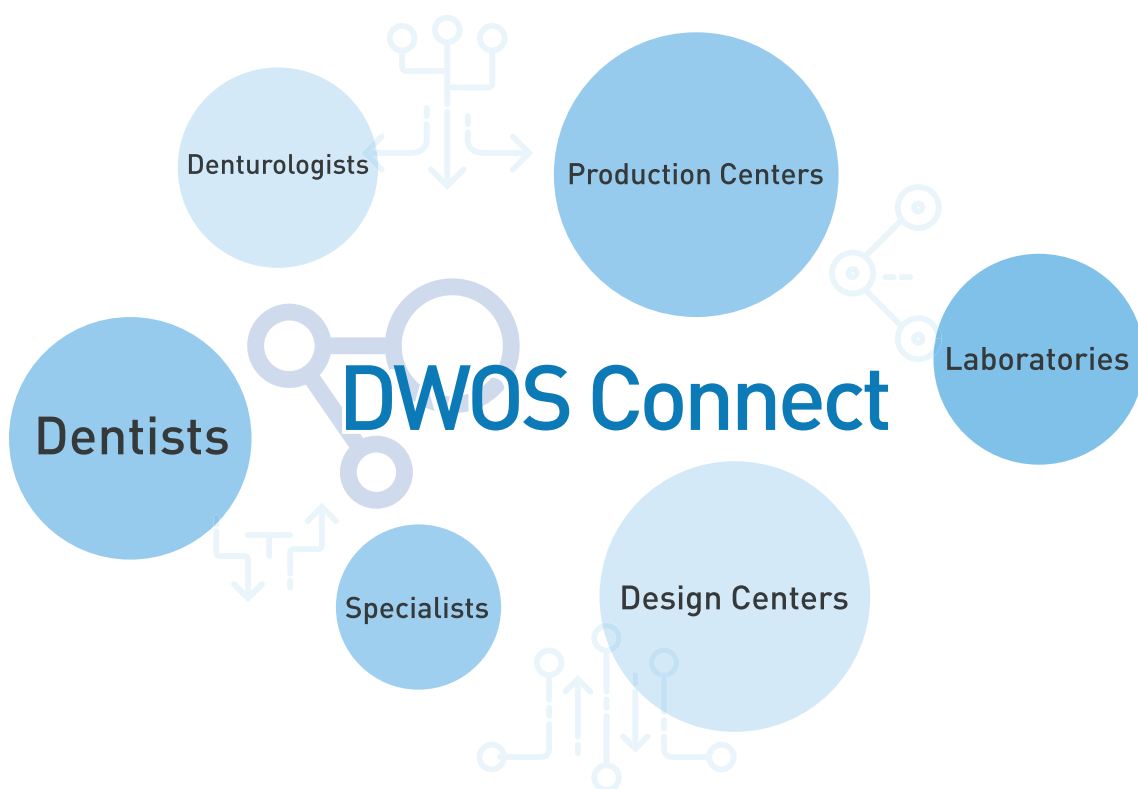 Denturologists
Production Centers
Laboratories
DWOS Connect
Dentists
Specialists
Design Centers